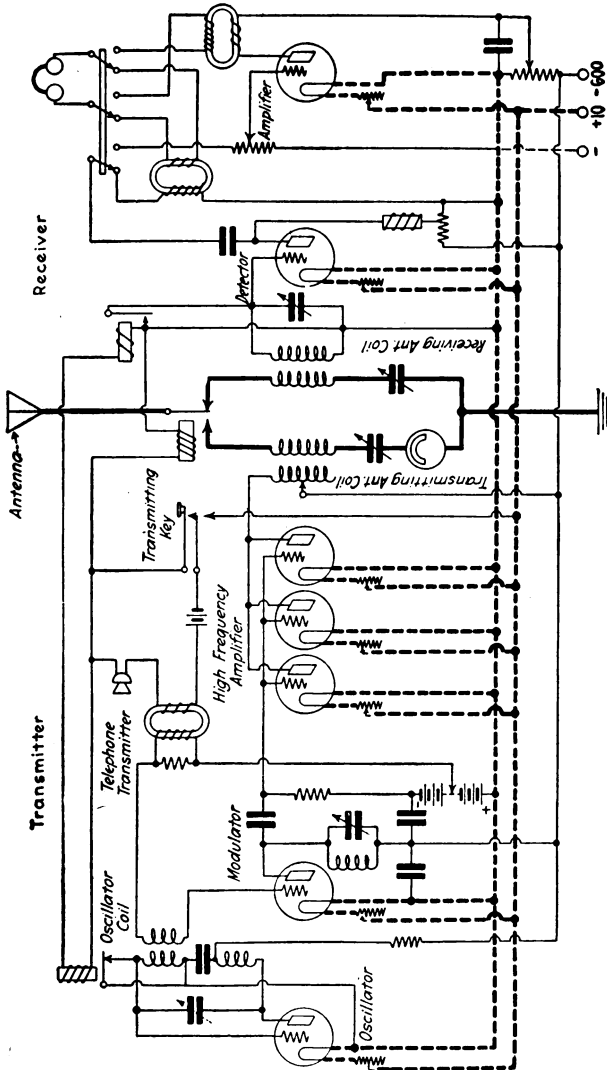 Transmitter
Receiver
Antenna
Oscillator
Coil
Telephone
Transmitter
Transmitting
Key
High Frequency
Amplifier
Modulator
Oscillator
Transmitting Ant. Coil
Receiving Ant. Coil
Detector
Amplifier
- +10 -600
- +